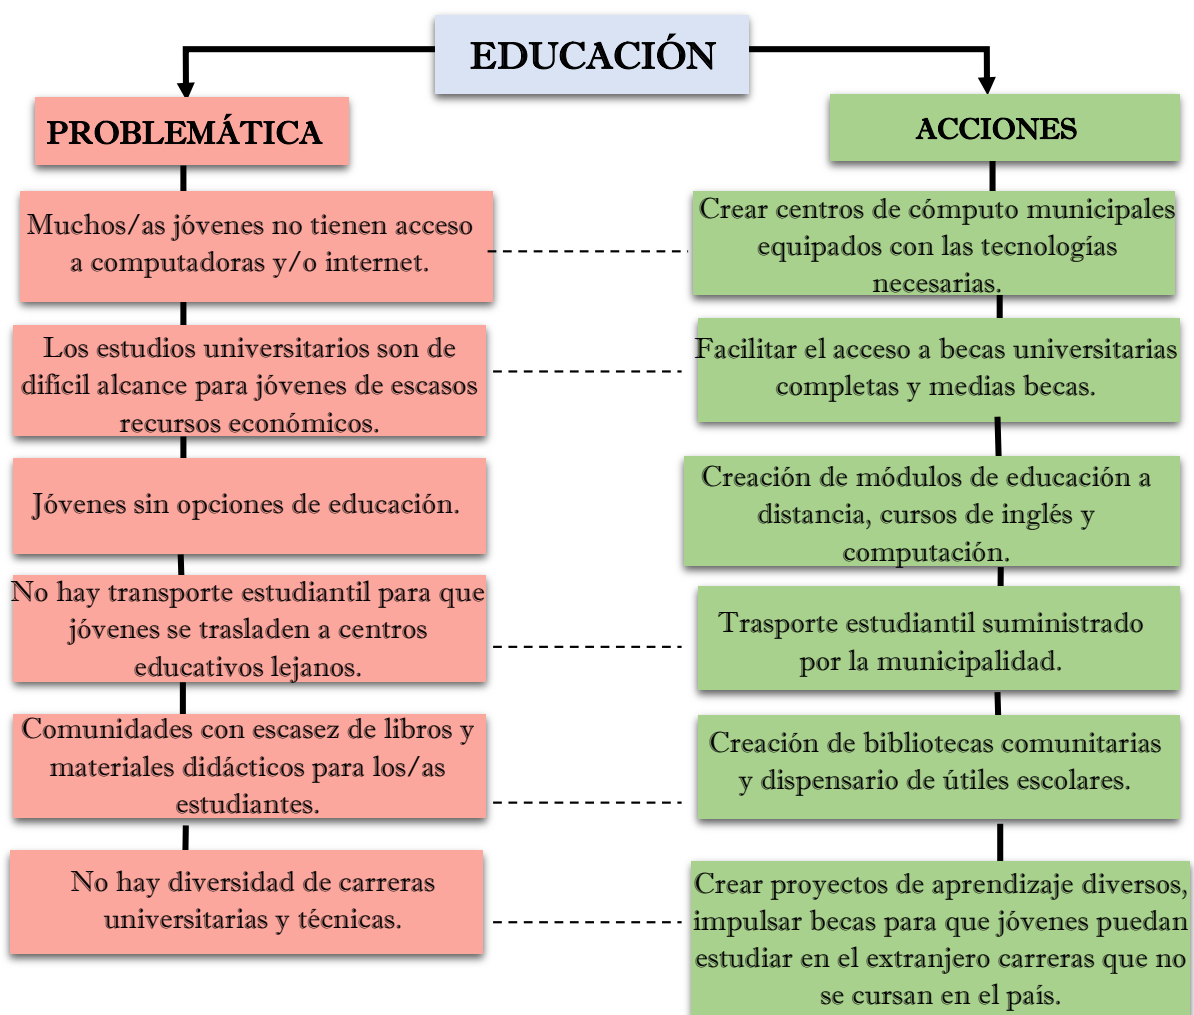 EDUCACIÓN
PROBLEMÁTICA
ACCIONES
Muchos/as jóvenes no tienen acceso
a computadoras y/o internet.
Crear centros de cómputo municipales
equipados con las tecnologías
necesarias.
Los estudios universitarios son de
difícil alcance para jóvenes de escasos
recursos económicos.
Facilitar el acceso a becas universitarias
completas y medias becas.
Jóvenes sin opciones de educación.
Creación de módulos de educación a
distancia, cursos de inglés y
computación.
No hay transporte estudiantil para que
jóvenes se trasladen a centros
educativos lejanos.
Trasporte estudiantil suministrado
por la municipalidad.
Comunidades con escasez de libros y
materiales didácticos para los/as
estudiantes.
Creación de bibliotecas comunitarias
y dispensario de útiles escolares.
No hay diversidad de carreras
universitarias y técnicas.
Crear proyectos de aprendizaje diversos,
impulsar becas para que jóvenes puedan
estudiar en el extranjero carreras que no
se cursan en el país.